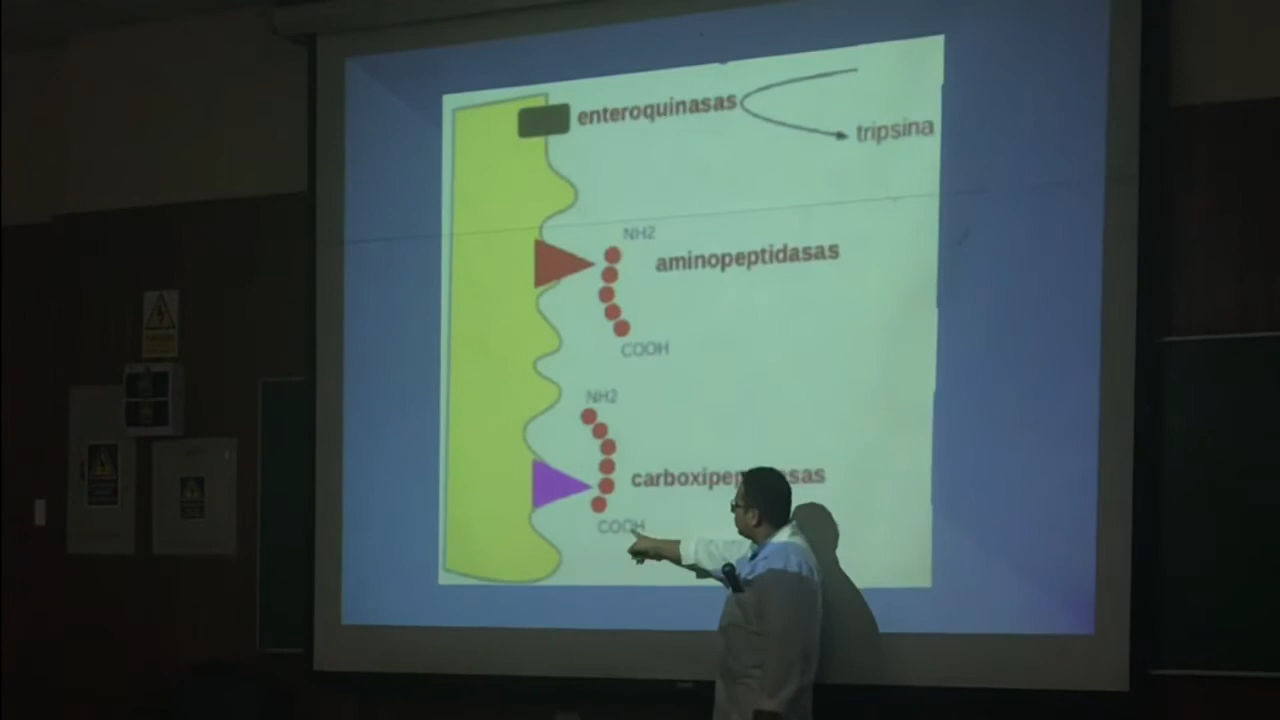 enteroquinasas
tripsina
NH2
aminopeptidasas
COOH
NH2
COOH